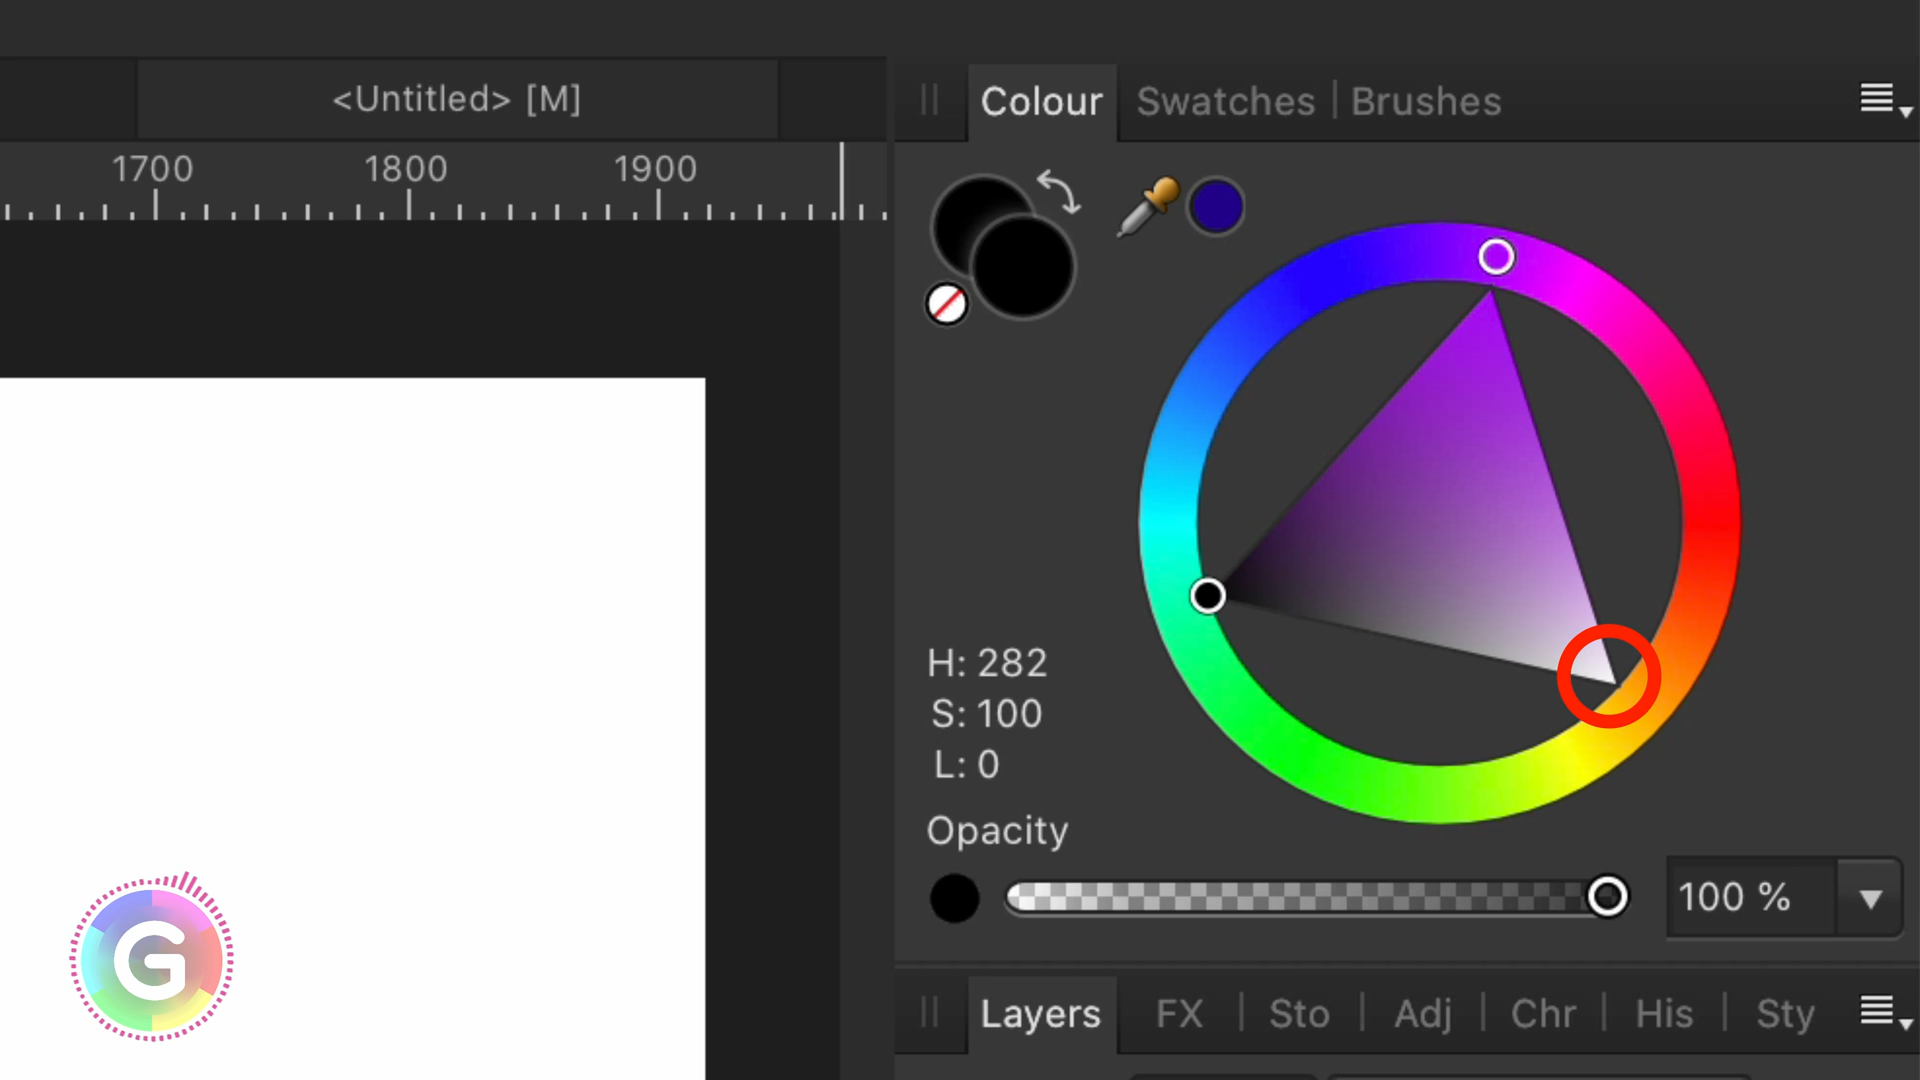 <Untitled> [M]
Colour Swatches Brushes
1700 1800 1900
H: 282
S: 100
L: 0
Opacity
100 %
Layers FX Sto Adj Chr His Sty
G